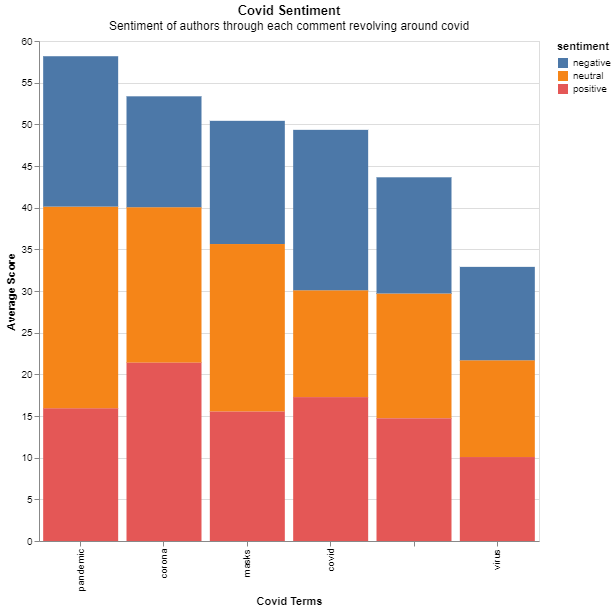 Covid Sentiment
Sentiment of authors through each comment revolving around covid
sentiment
negative
neutral
positive
60
55
50
45
40
35
30
25
20
15
10
5
0
Average Score
pandemic
corona
masks
covid
virus
Covid Terms